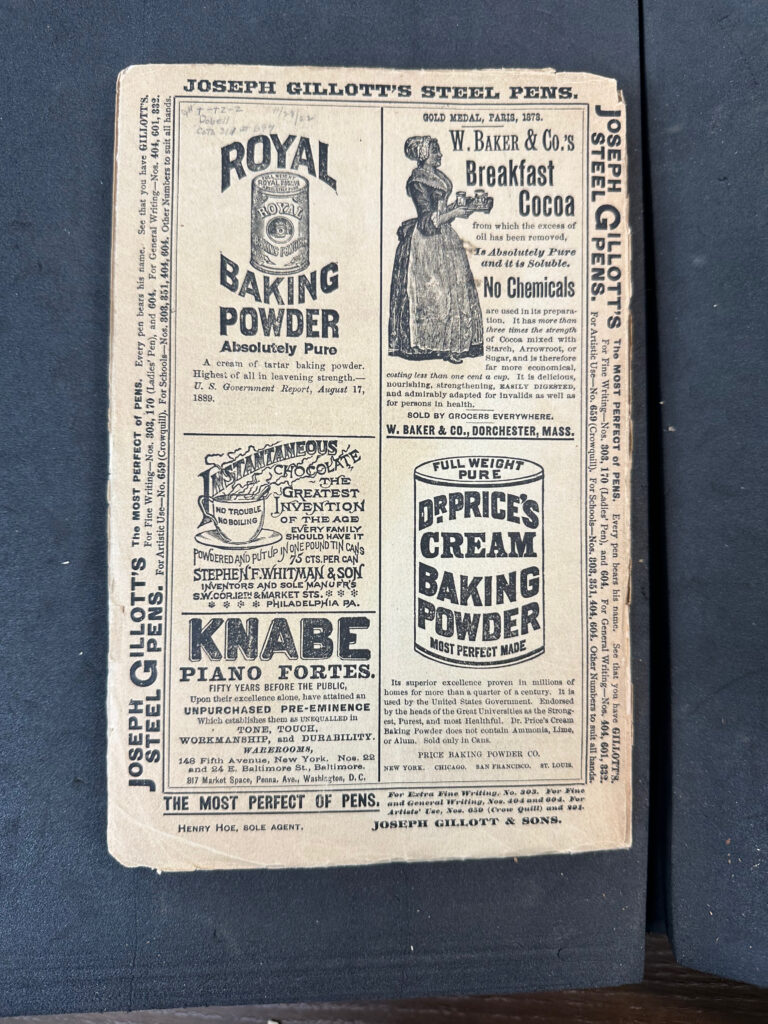 JOSEPH GILLOTT'S STEEL PENS.
11/29/22
Dobell
ROYAL
FULL WEIGHT
ROYAL
BAKING POWDER
BAKING
POWDER
Absolutely Pure
A cream of tartar baking powder.
Highest of all in leavening strength.—
U. S. Government Report, August 17,
1889.
GOLD MEDAL, PARIS, 1878.
W. BAKER & CO.'S
Breakfast
Cocoa
from which the excess of
oil has been removed,
Is Absolutely Pure
and it is Soluble.
No Chemicals
are used in its prepara-
tion. It has more than
three times the strength
of Cocoa mixed with
Starch, Arrowroot, or
Sugar, and is therefore
far more economical,
costing less than one cent a cup. It is delicious,
nourishing, strengthening, EASILY DIGESTED,
and admirably adapted for invalids as well as
for persons in health.
SOLD BY GROCERS EVERYWHERE.
W. BAKER & CO., DORCHESTER, MASS.
INSTANTANEOUS
CHOCOLATE
NO TROUBLE,
NO BOILING
THE
GREATEST
INVENTION
OF THE AGE
EVERY FAMILY
SHOULD HAVE IT
POWDERED AND PUT UP IN ONE POUND TIN CANS
75 CTS. PER CAN
STEPHEN F. WHITMAN & SON
INVENTORS AND SOLE MANUF'RS
S.W. COR. 12TH & MARKET STS.
PHILADELPHIA PA.
KNABE
PIANO FORTES.
FIFTY YEARS BEFORE THE PUBLIC,
Upon their excellence alone, have attained an
UNPURCHASED PRE-EMINENCE
Which establishes them as UNEQUALLED in
TONE, TOUCH,
WORKMANSHIP, and DURABILITY.
WAREROOMS,
148 Fifth Avenue, New York. Nos. 22
and 24 E. Baltimore St., Baltimore.
817 Market Space, Penna. Ave., Washington, D. C.
FULL WEIGHT
PURE
DR. PRICE'S
CREAM
BAKING
POWDER
MOST PERFECT MADE
Its superior excellence proven in millions of
homes for more than a quarter of a century. It is
used by the United States Government. Endorsed
by the heads of the Great Universities as the Strong-
est, Purest, and most Healthful. Dr. Price's Cream
Baking Powder does not contain Ammonia, Lime,
or Alum. Sold only in Cans.
PRICE BAKING POWDER CO.
NEW YORK. CHICAGO. SAN FRANCISCO. ST. LOUIS.
JOSEPH GILLOTT'S THE MOST PERFECT OF PENS. Every pen bears his name. See that you have GILLOTT'S.
STEEL PENS. For Fine Writing—Nos. 303, 170 (Ladies' Pen), and 604. For General Writing—Nos. 404, 601, 332.
For Artistic Use—No. 659 (Crowquill). For Schools—Nos. 303, 351, 404, 604. Other Numbers to suit all hands.
JOSEPH GILLOTT'S THE MOST PERFECT OF PENS. Every pen bears his name. See that you have GILLOTT'S.
STEEL PENS. For Fine Writing—Nos. 303, 170 (Ladies' Pen), and 604. For General Writing—Nos. 404, 601, 332.
For Artistic Use—No. 659 (Crowquill). For Schools—Nos. 303, 351, 404, 604. Other Numbers to suit all hands.
THE MOST PERFECT OF PENS.
For Extra Fine Writing, No. 303. For Fine
and General Writing, Nos. 404 and 604. For
Artists' Use, Nos. 659 (Crow Quill) and 291.
HENRY HOE, SOLE AGENT.
JOSEPH GILLOTT & SONS.